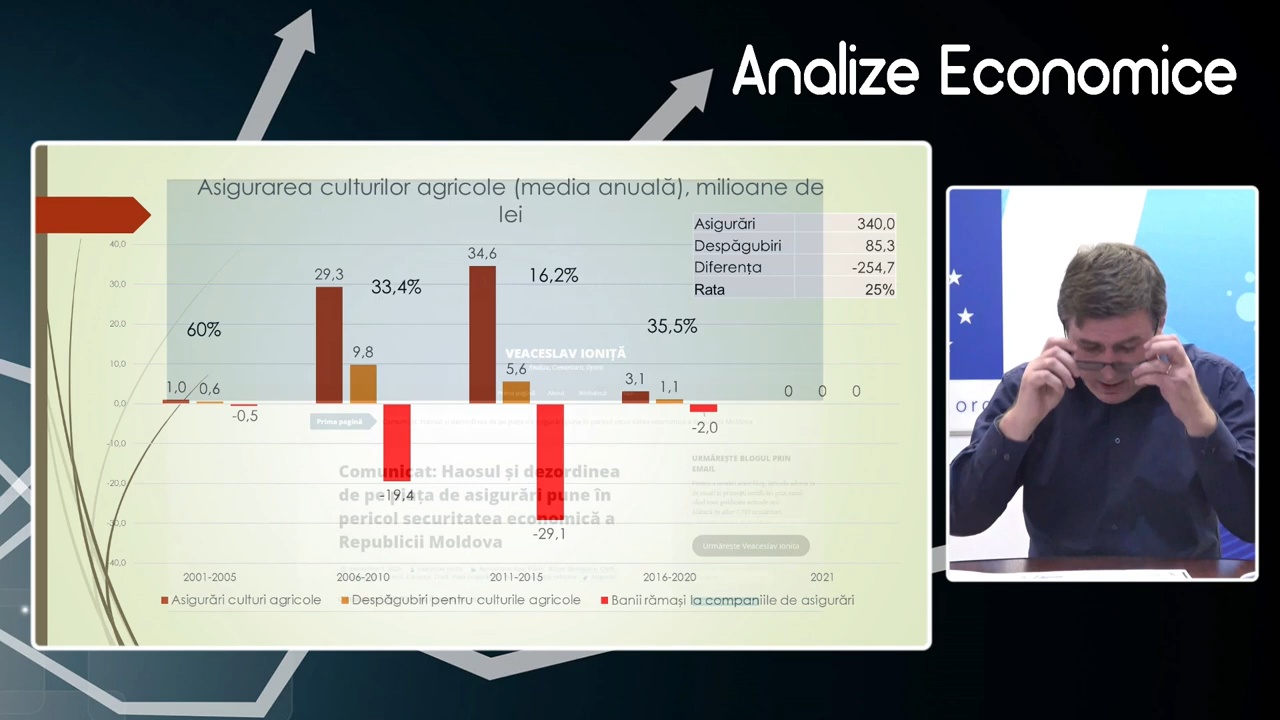 Analize Economice
Asigurarea culturilor agricole (media anuală), milioane de
lei
Asigurări 340,0
Despăgubiri 85,3
Diferența -254,7
Rata 25%
40,0
30,0
20,0
10,0
0,0
-10,0
-20,0
-30,0
40,0
60%
33,4%
16,2%
35,5%
1,0 0,6 -0,5
29,3 9,8 -19,4
34,6 5,6 -29,1
3,1 1,1 -2,0
0 0 0
2001-2005 2006-2010 2011-2015 2016-2020 2021
Asigurări culturi agricole Despăgubiri pentru culturile agricole Banii rămași la companiile de asigurări
VEACESLAV IONIȚĂ
Prima pagină
Comunicat: Haosul și dezordinea
de pe piața de asigurări pune în
pericol securitatea economică a
Republicii Moldova
URMĂREȘTE BLOGUL PRIN
EMAIL
Urmărește Veaceslav Ionița
org